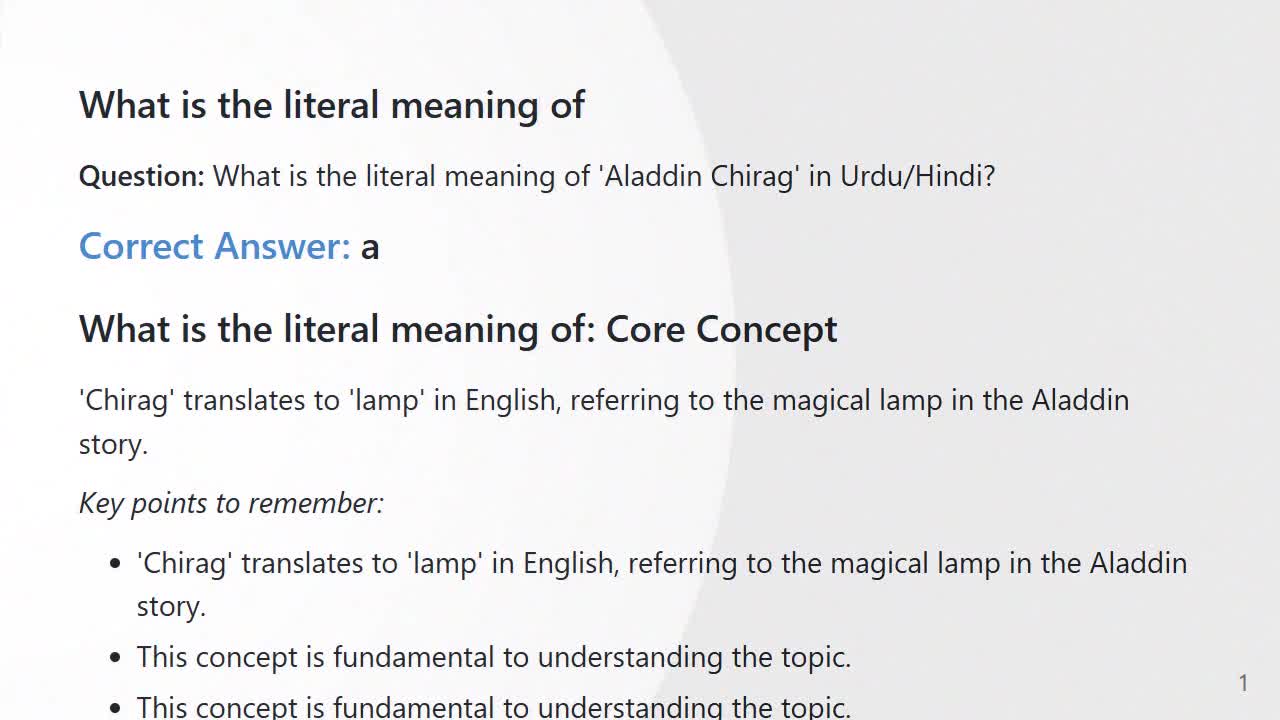 What is the literal meaning of
Question: What is the literal meaning of 'Aladdin Chirag' in Urdu/Hindi?
Correct Answer: a
What is the literal meaning of: Core Concept
'Chirag' translates to 'lamp' in English, referring to the magical lamp in the Aladdin
story.
Key points to remember:
• 'Chirag' translates to 'lamp' in English, referring to the magical lamp in the Aladdin
story.
• This concept is fundamental to understanding the topic.
• This concept is fundamental to understanding the topic.
1